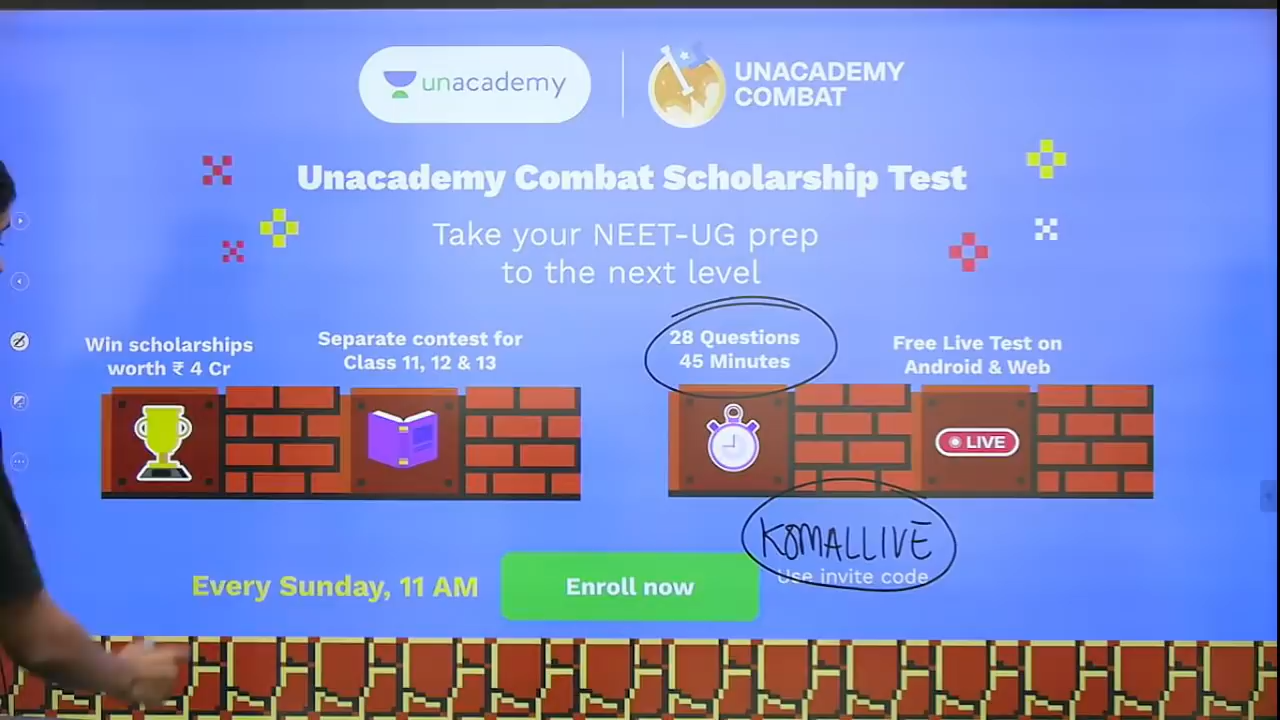 unacademy
UNACADEMY
COMBAT
Unacademy Combat Scholarship Test
Take your NEET-UG prep
to the next level
Win scholarships
worth ₹ 4 Cr
Separate contest for
Class 11, 12 & 13
28 Questions
45 Minutes
Free Live Test on
Android & Web
LIVE
KOMALLIVE
Every Sunday, 11 AM
Enroll now
Use invite code